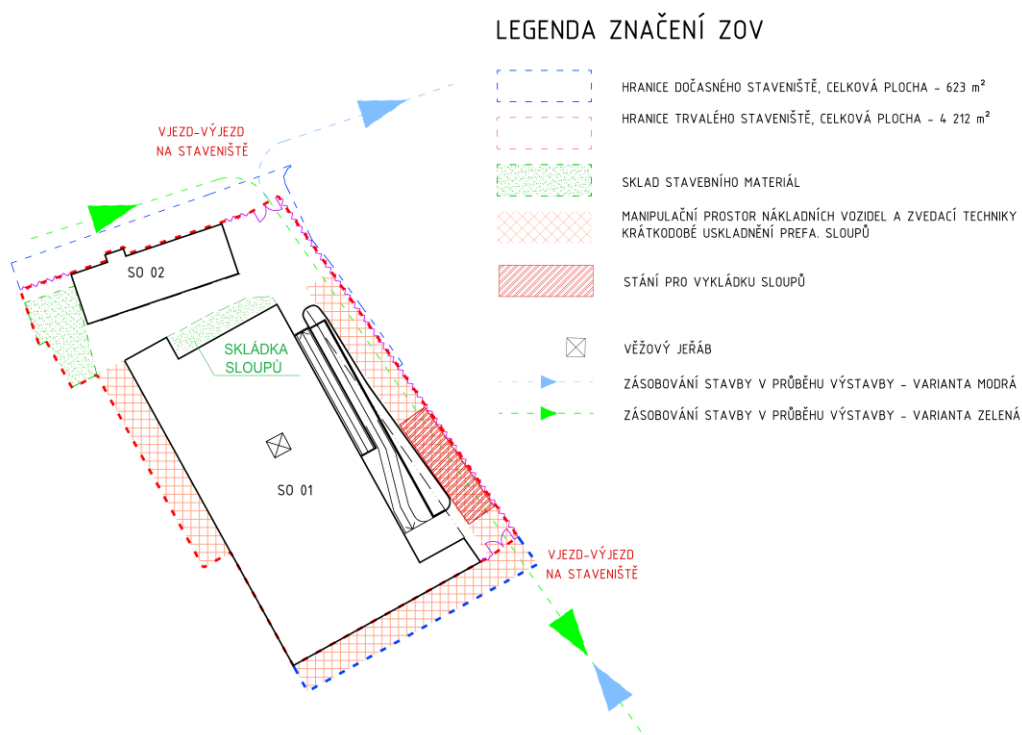 LEGENDA ZNAČENÍ ZOV
HRANICE DOČASNÉHO STAVENIŠTĚ, CELKOVÁ PLOCHA - 623 m²
HRANICE TRVALÉHO STAVENIŠTĚ, CELKOVÁ PLOCHA - 4 212 m²
SKLAD STAVEBNÍHO MATERIÁL
MANIPULAČNÍ PROSTOR NÁKLADNÍCH VOZIDEL A ZVEDACÍ TECHNIKY
KRÁTKODOBÉ USKLADNĚNÍ PREFA. SLOUPŮ
STÁNÍ PRO VYKLÁDKU SLOUPŮ
VĚŽOVÝ JEŘÁB
ZÁSOBOVÁNÍ STAVBY V PRŮBĚHU VÝSTAVBY - VARIANTA MODRÁ
ZÁSOBOVÁNÍ STAVBY V PRŮBĚHU VÝSTAVBY - VARIANTA ZELENÁ
VJEZD-VÝJEZD
NA STAVENIŠTĚ
SO 02
SKLÁDKA
SLOUPŮ
SO 01
VJEZD-VÝJEZD
NA STAVENIŠTĚ